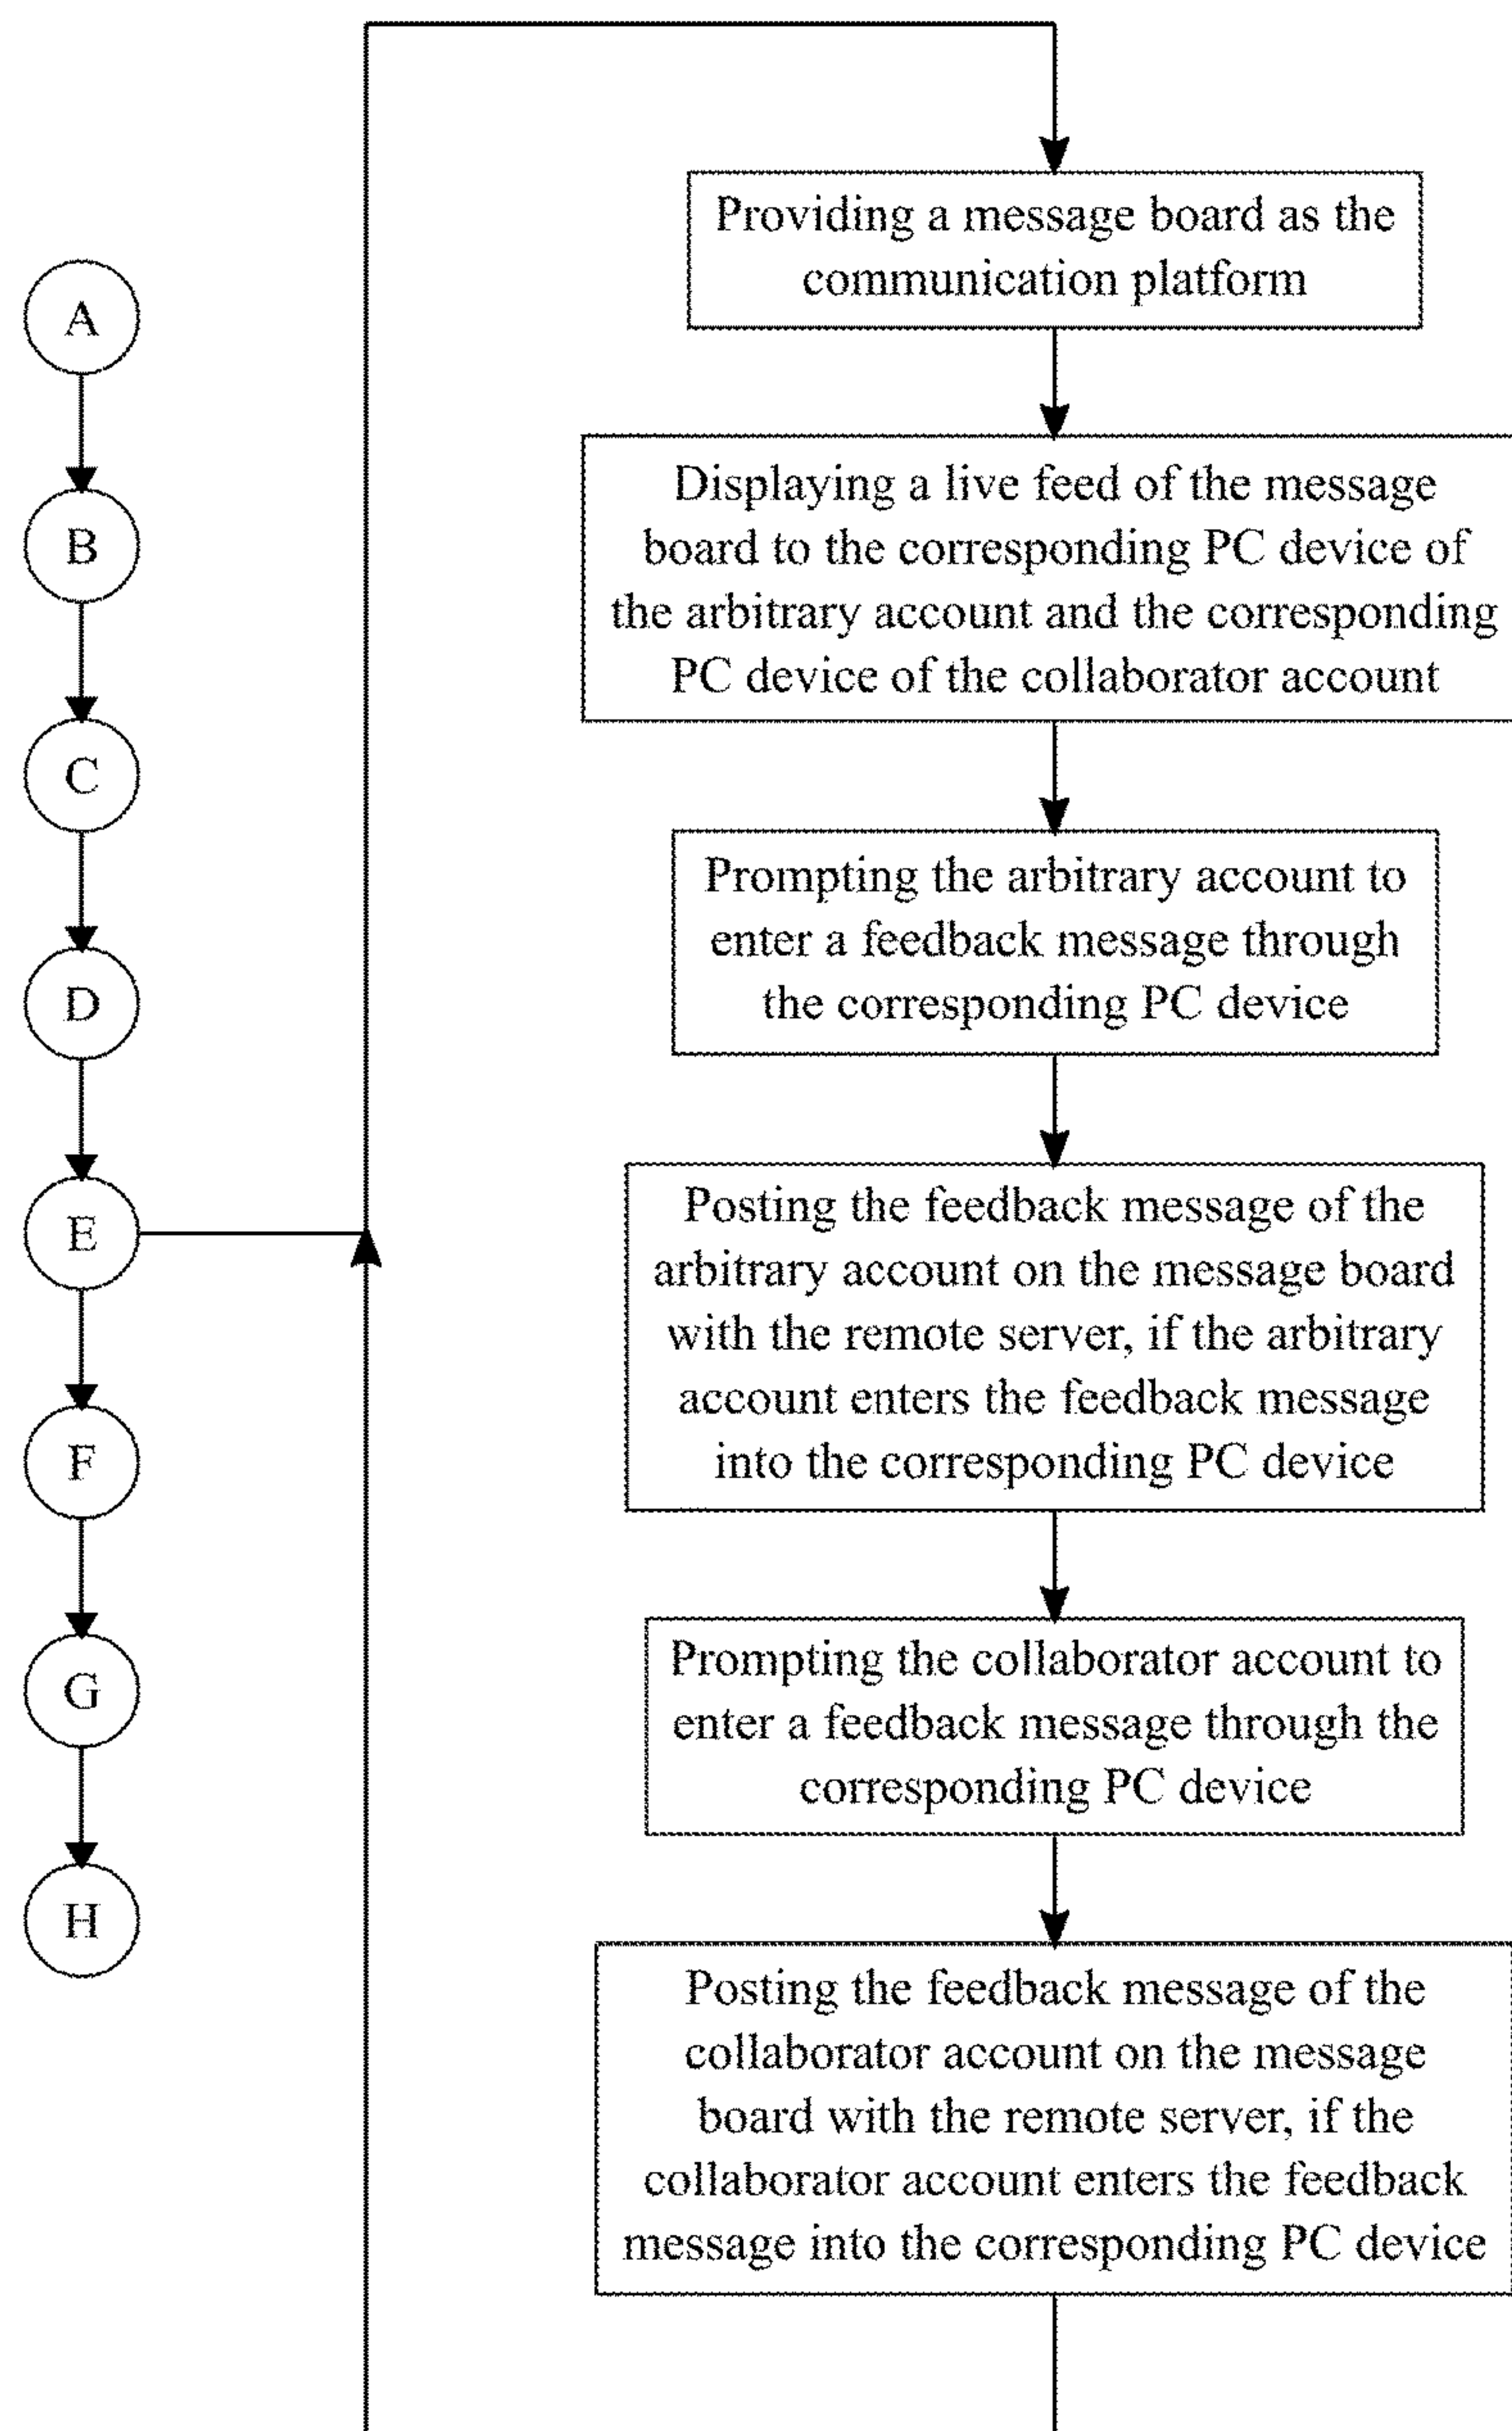 A
B
C
D
E
F
G
H
Providing a message board as the
communication platform
Displaying a live feed of the message
board to the corresponding PC device of
the arbitrary account and the corresponding
PC device of the collaborator account
Prompting the arbitrary account to
enter a feedback message through
the corresponding PC device
Posting the feedback message of the
arbitrary account on the message board
with the remote server, if the arbitrary
account enters the feedback message
into the corresponding PC device
Prompting the collaborator account to
enter a feedback message through the
corresponding PC device
Posting the feedback message of the
collaborator account on the message
board with the remote server, if the
collaborator account enters the feedback
message into the corresponding PC device